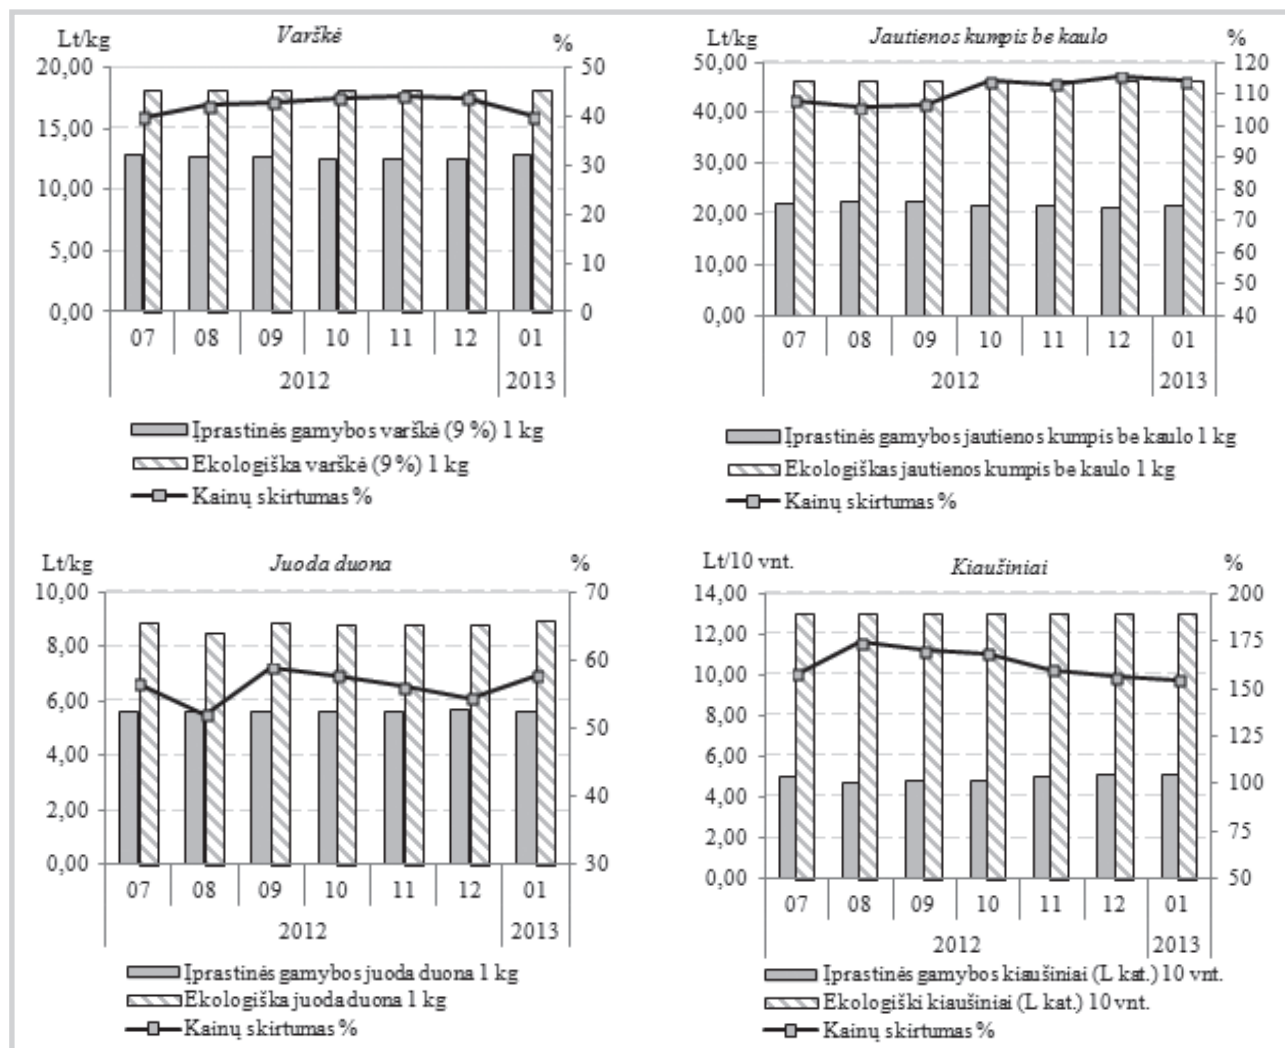 Varškė
Lt/kg
%
20,00
15,00
10,00
5,00
0,00
50
40
30
20
10
0
07 08 09 10 11 12 01
2012 2013
Įprastinės gamybos varškė (9 %) 1 kg
Ekologiška varškė (9 %) 1 kg
Kainų skirtumas %
Jautienos kumpis be kaulo
Lt/kg
%
50,00
40,00
30,00
20,00
10,00
0,00
120
110
100
90
80
70
60
50
40
07 08 09 10 11 12 01
2012 2013
Įprastinės gamybos jautienos kumpis be kaulo 1 kg
Ekologiškas jautienos kumpis be kaulo 1 kg
Kainų skirtumas %
Juoda duona
Lt/kg
%
10,00
8,00
6,00
4,00
2,00
0,00
70
60
50
40
30
07 08 09 10 11 12 01
2012 2013
Įprastinės gamybos juoda duona 1 kg
Ekologiška juoda duona 1 kg
Kainų skirtumas %
Kiaušiniai
Lt/10 vnt.
%
14,00
12,00
10,00
8,00
6,00
4,00
2,00
0,00
200
175
150
125
100
75
50
07 08 09 10 11 12 01
2012 2013
Įprastinės gamybos kiaušiniai (L kat.) 10 vnt.
Ekologiški kiaušiniai (L kat.) 10 vnt.
Kainų skirtumas %